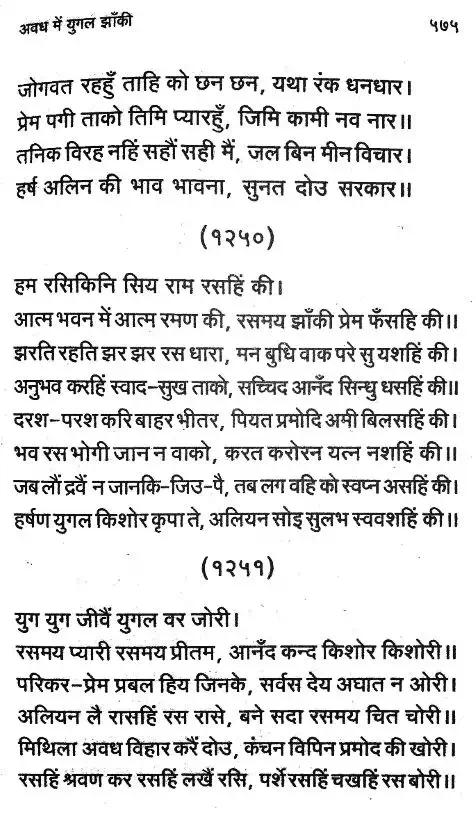 अवध में युगल झाँकी ५७५
जोगवत रहहुँ ताहि को छन छन, यथा रंक धनधार।
प्रेम पगी ताको तिमि प्यारहुँ, जिमि कामी नव नार॥
तनिक विरह नहिं सहौं सही मैं, जल बिन मीन विचार।
हर्ष अलिन की भाव भावना, सुनत दोउ सरकार॥
(१२५०)
हम रसिकिनि सिय राम रसहिं की।
आत्म भवन में आत्म रमण की, रसमय झाँकी प्रेम फँसहि की॥
झरति रहति झर झर रस धारा, मन बुधि वाक परे सु यशहिं की।
अनुभव करहिं स्वाद-सुख ताको, सच्चिद आनँद सिन्धु धसहिं की॥
दरश-परश करि बाहर भीतर, पियत प्रमोदि अमी बिलसहिं की।
भव रस भोगी जान न वाको, करत करोरन यत्न नशहिं की॥
जब लौं द्रवैं न जानकि-जिउ-पै, तब लग वहि को स्वप्न असहिं की।
हर्षण युगल किशोर कृपा ते, अलियन सोइ सुलभ स्ववशहिं की॥
(१२५१)
युग युग जीवैं युगल वर जोरी।
रसमय प्यारी रसमय प्रीतम, आनँद कन्द किशोर किशोरी॥
परिकर-प्रेम प्रबल हिय जिनके, सर्वस देय अघात न ओरी।
अलियन लै रासहिं रस रासे, बने सदा रसमय चित चोरी॥
मिथिला अवध विहार करैं दोउ, कंचन विपिन प्रमोद की खोरी।
रसहिं श्रवण कर रसहिं लखैं रसि, पर्शे रसहिं चखहिं रस बोरी॥